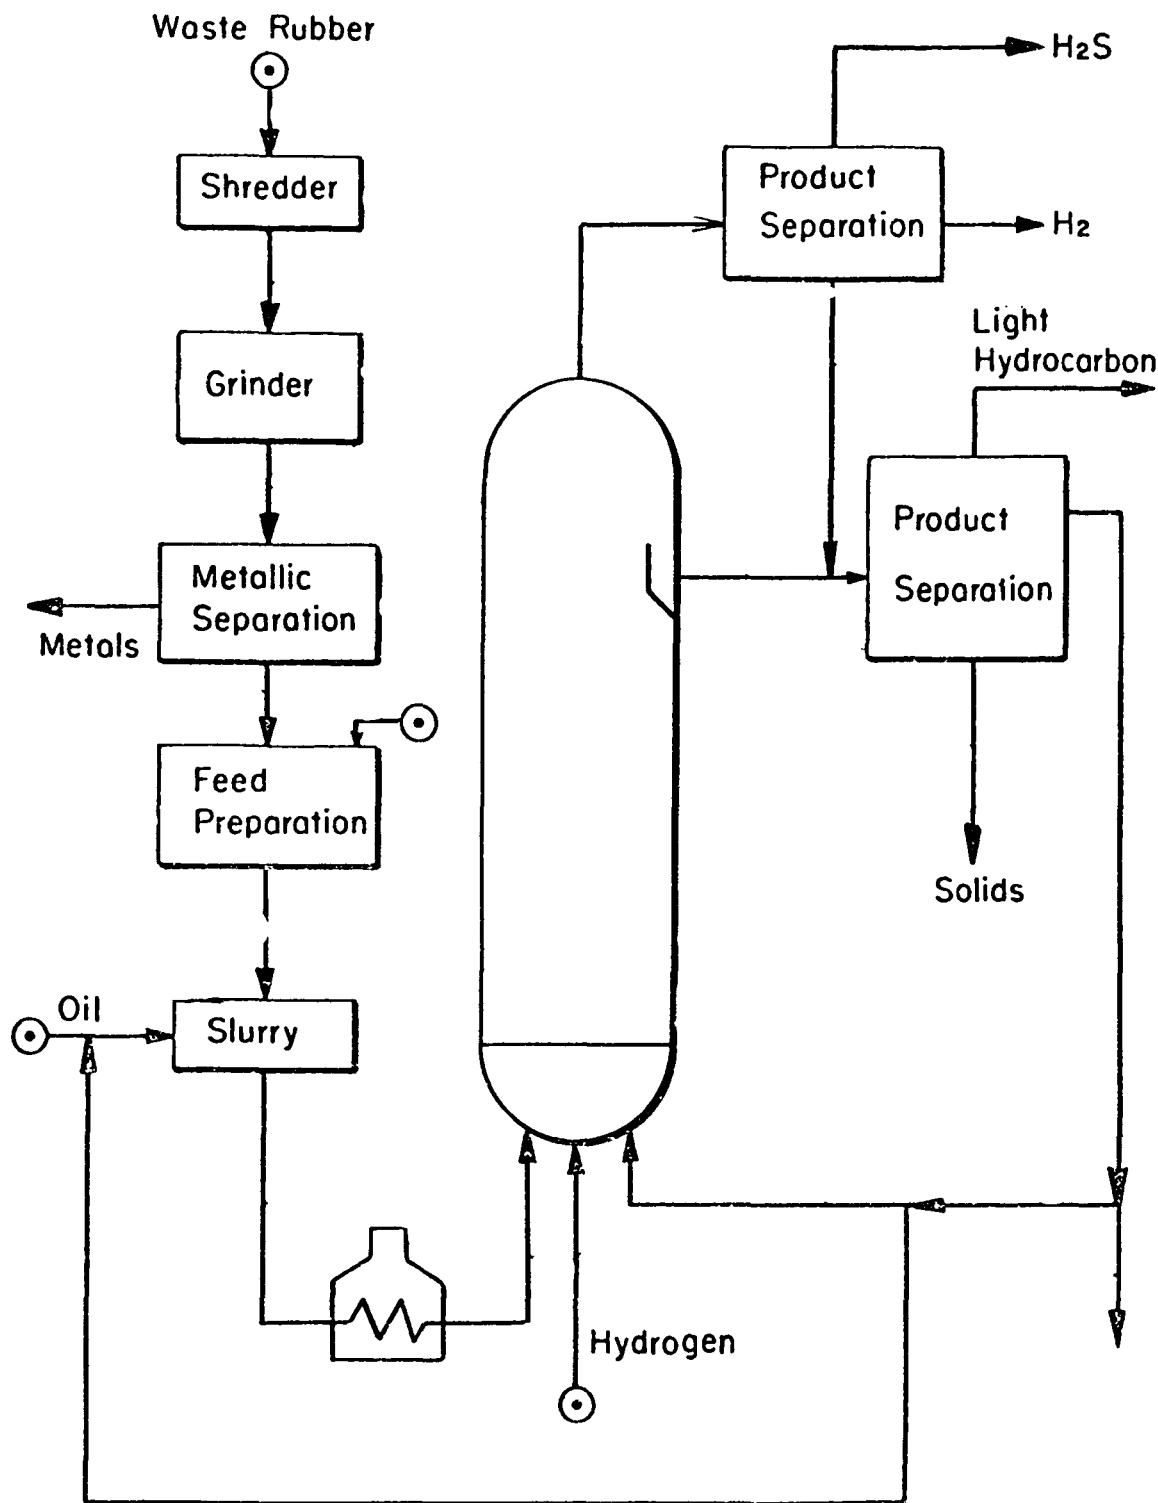 Waste Rubber
Shredder
Grinder
Metallic
Separation
Metals
Feed
Preparation
Oil
Slurry
Hydrogen
Product
Separation
H2S
H2
Light
Hydrocarbon
Product
Separation
Solids